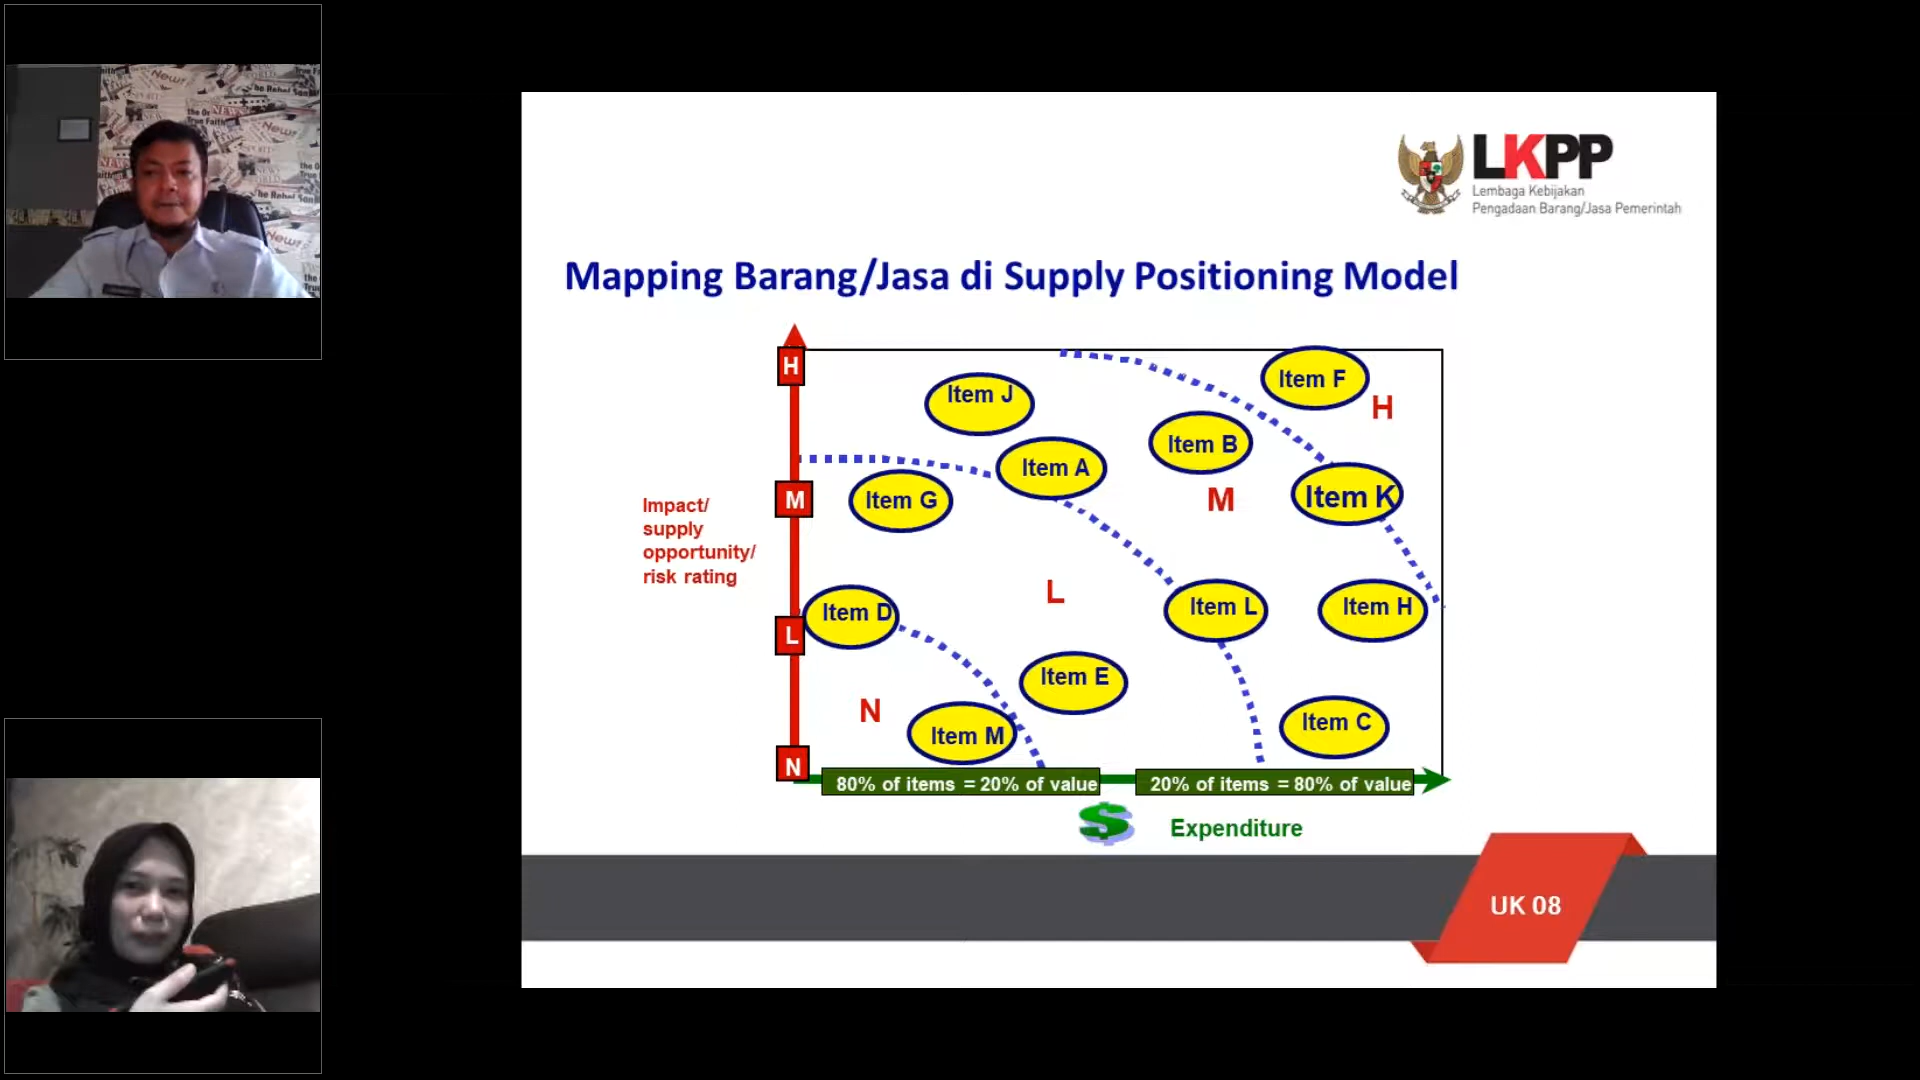 LKPP
Lembaga Kebijakan
Pengadaan Barang/Jasa Pemerintah
Mapping Barang/Jasa di Supply Positioning Model
H
Item F
Item J
H
Item B
Item A
M
Item G
M
Item K
Impact/
supply
opportunity/
risk rating
L
Item D
Item L
Item H
L
Item E
N
Item M
Item C
N
80% of items = 20% of value
20% of items = 80% of value
$
Expenditure
UK 08